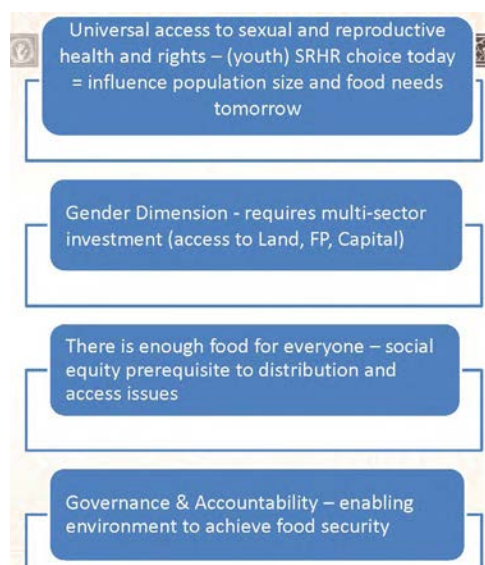 Universal access to sexual and reproductive
health and rights – (youth) SRHR choice today
= influence population size and food needs
tomorrow
Gender Dimension - requires multi-sector
investment (access to Land, FP, Capital)
There is enough food for everyone – social
equity prerequisite to distribution and
access issues
Governance & Accountability – enabling
environment to achieve food security